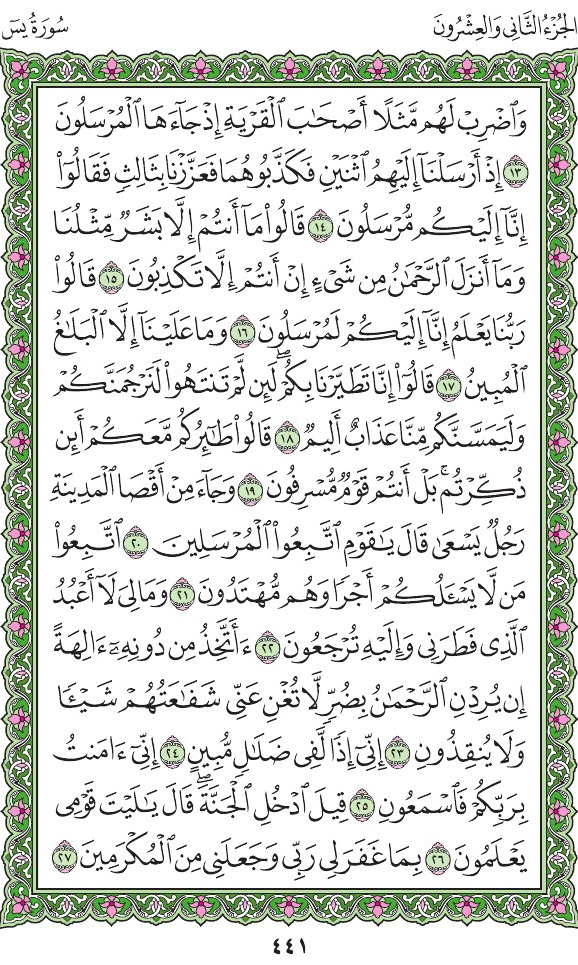 الجُزْءُ الثَّانِي وَالعِشْرُونَ
سُورَةُ يسٓ
وَٱضْرِبْ لَهُم مَّثَلًا أَصْحَٰبَ ٱلْقَرْيَةِ إِذْ جَآءَهَا ٱلْمُرْسَلُونَ
١٣ إِذْ أَرْسَلْنَآ إِلَيْهِمُ ٱثْنَيْنِ فَكَذَّبُوهُمَا فَعَزَّزْنَا بِثَالِثٍ فَقَالُوٓا۟
إِنَّآ إِلَيْكُم مُّرْسَلُونَ ١٤ قَالُوا۟ مَآ أَنتُمْ إِلَّا بَشَرٌ مِّثْلُنَا
وَمَآ أَنزَلَ ٱلرَّحْمَٰنُ مِن شَىْءٍ إِنْ أَنتُمْ إِلَّا تَكْذِبُونَ ١٥ قَالُوا۟
رَبُّنَا يَعْلَمُ إِنَّآ إِلَيْكُمْ لَمُرْسَلُونَ ١٦ وَمَا عَلَيْنَآ إِلَّا ٱلْبَلَٰغُ
ٱلْمُبِينُ ١٧ قَالُوٓا۟ إِنَّا تَطَيَّرْنَا بِكُمْ ۖ لَئِن لَّمْ تَنتَهُوا۟ لَنَرْجُمَنَّكُمْ
وَلَيَمَسَّنَّكُم مِّنَّا عَذَابٌ أَلِيمٌ ١٨ قَالُوا۟ طَٰٓئِرُكُم مَّعَكُمْ ۚ أَئِن
ذُكِّرْتُم ۚ بَلْ أَنتُمْ قَوْمٌ مُّسْرِفُونَ ١٩ وَجَآءَ مِنْ أَقْصَا ٱلْمَدِينَةِ
رَجُلٌ يَسْعَىٰ قَالَ يَٰقَوْمِ ٱتَّبِعُوا۟ ٱلْمُرْسَلِينَ ٢٠ ٱتَّبِعُوا۟
مَن لَّا يَسْـَٔلُكُمْ أَجْرًا وَهُم مُّهْتَدُونَ ٢١ وَمَا لِىَ لَآ أَعْبُدُ
ٱلَّذِى فَطَرَنِى وَإِلَيْهِ تُرْجَعُونَ ٢٢ ءَأَتَّخِذُ مِن دُونِهِۦٓ ءَالِهَةً
إِن يُرِدْنِ ٱلرَّحْمَٰنُ بِضُرٍّ لَّا تُغْنِ عَنِّى شَفَٰعَتُهُمْ شَيْـًٔا
وَلَا يُنقِذُونِ ٢٣ إِنِّىٓ إِذًا لَّفِى ضَلَٰلٍ مُّبِينٍ ٢٤ إِنِّىٓ ءَامَنتُ
بِرَبِّكُمْ فَٱسْمَعُونِ ٢٥ قِيلَ ٱدْخُلِ ٱلْجَنَّةَ ۖ قَالَ يَٰلَيْتَ قَوْمِى
يَعْلَمُونَ ٢٦ بِمَا غَفَرَ لِى رَبِّى وَجَعَلَنِى مِنَ ٱلْمُكْرَمِينَ ٢٧
٤٤١